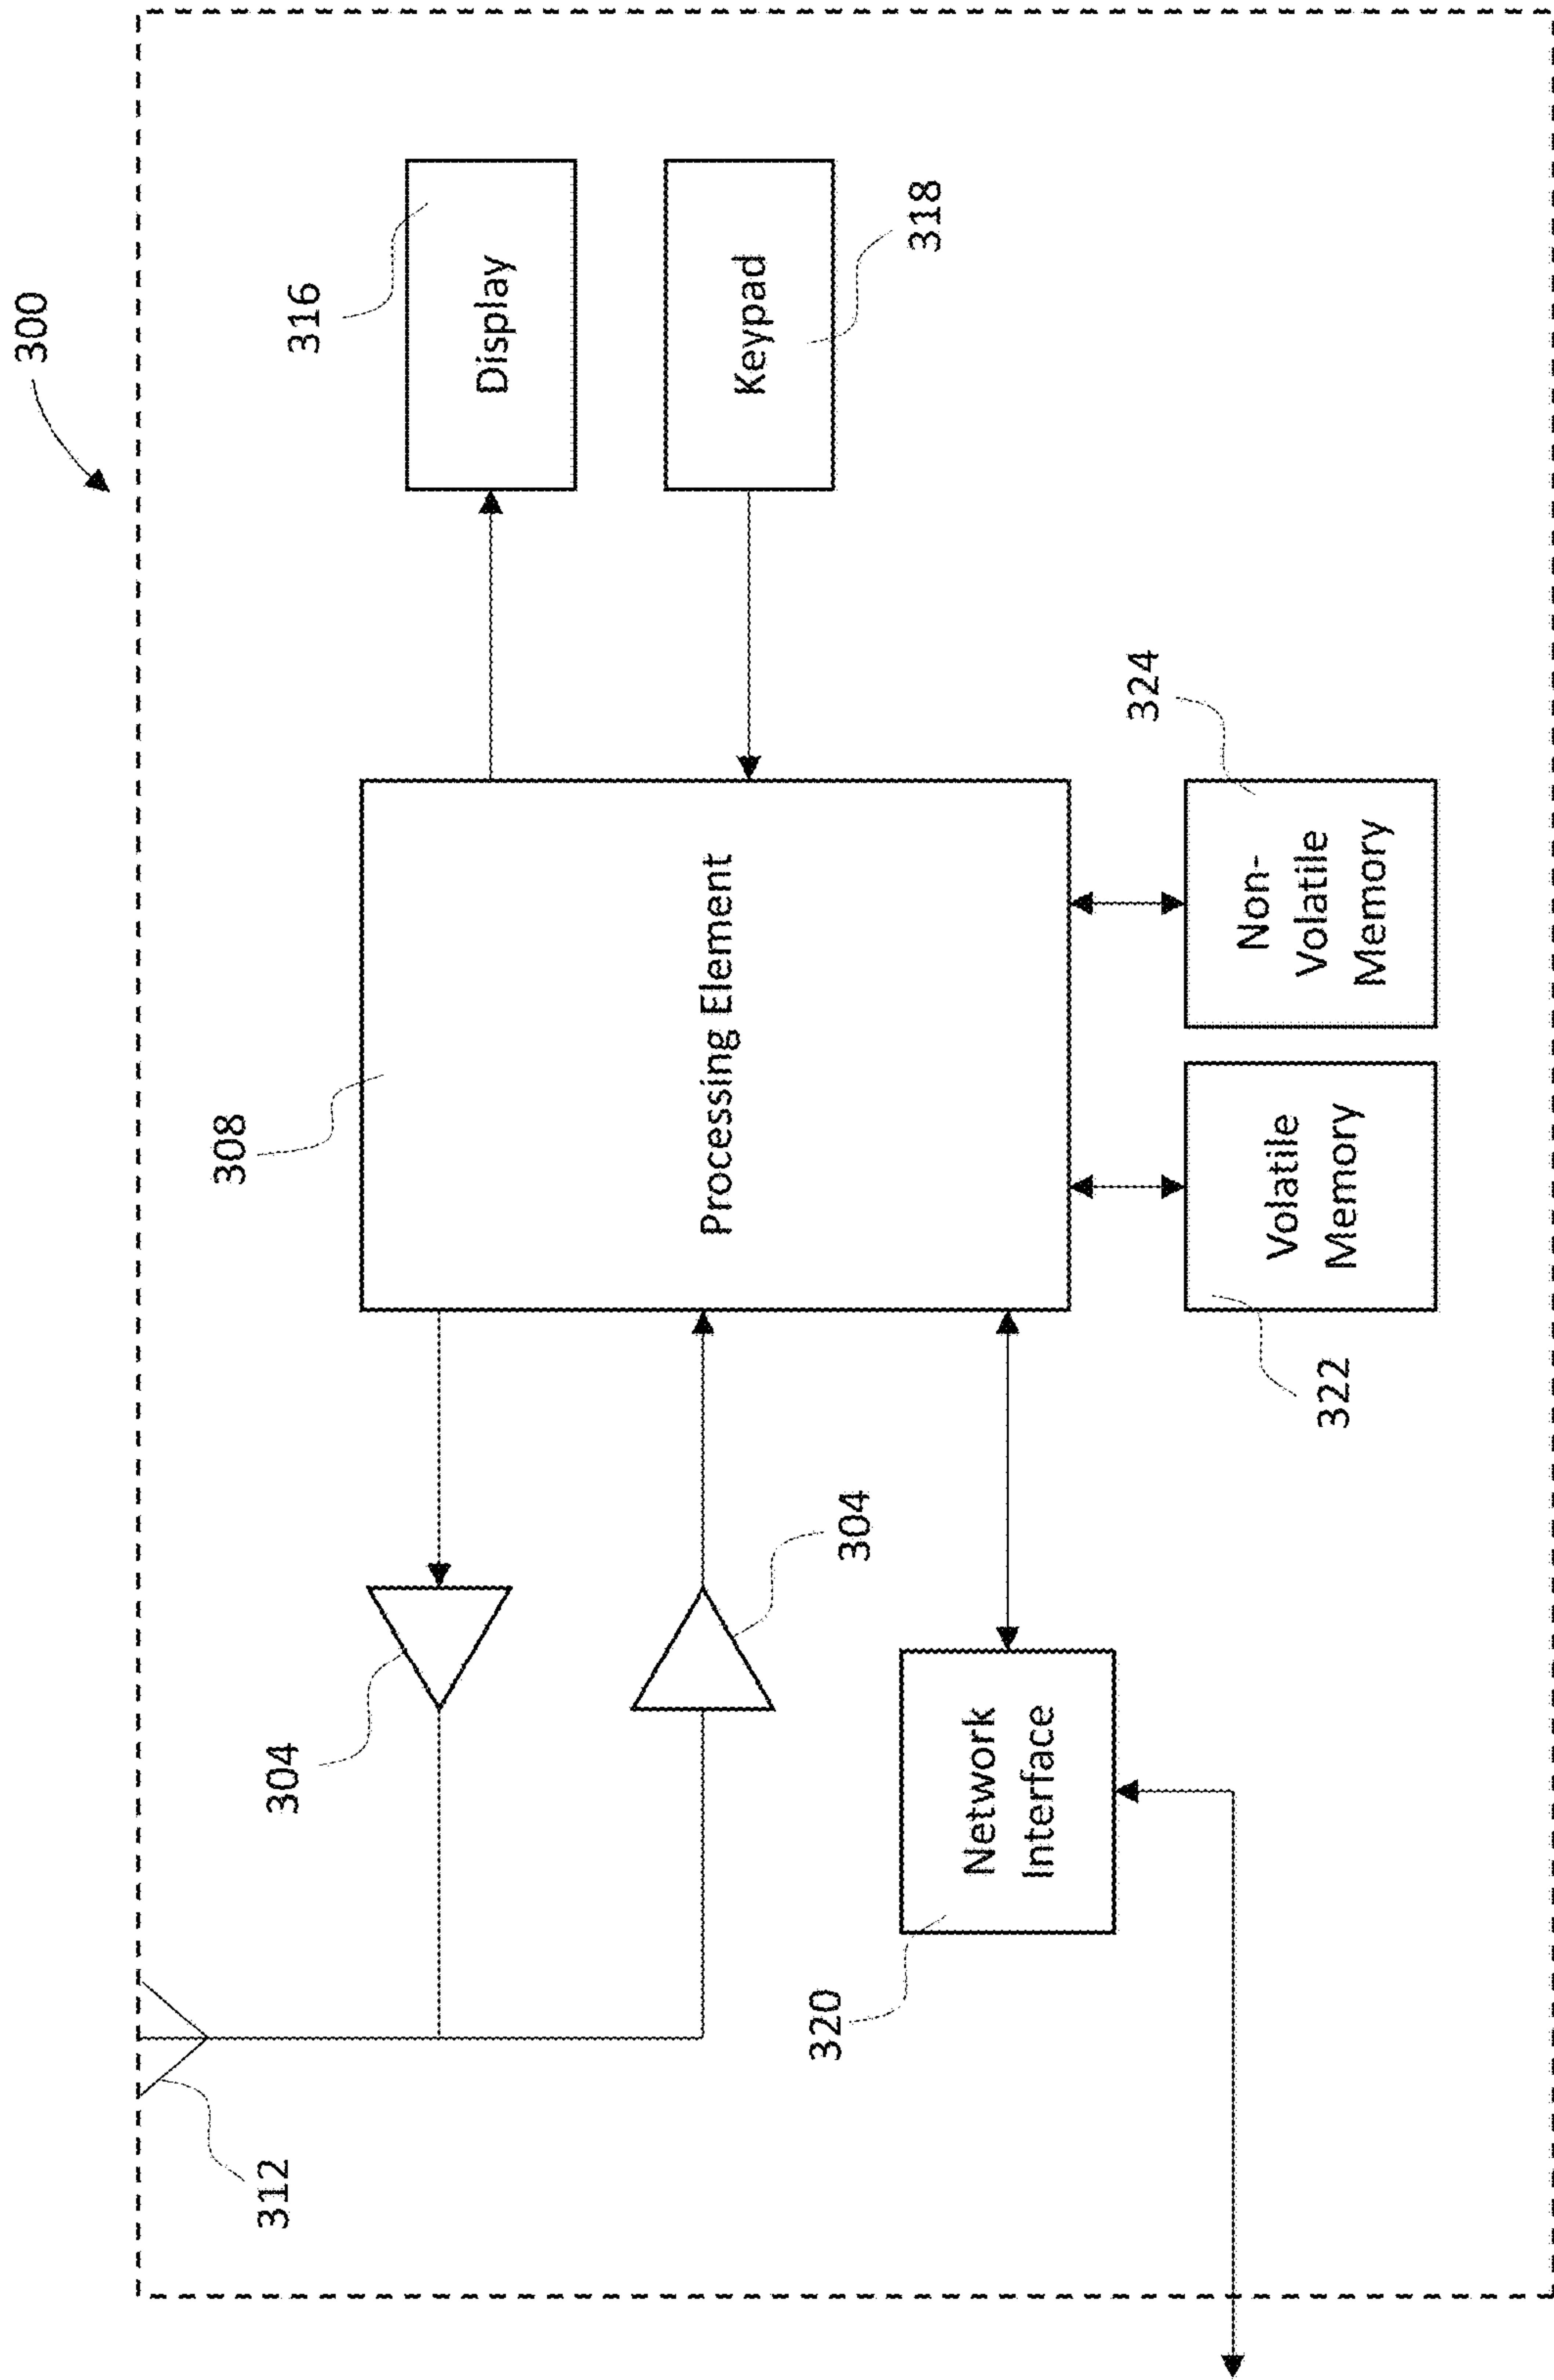 300
312
304
304
308
316
Display
318
Keypad
Processing Element
320
Network
Interface
322
Volatile
Memory
324
Non-
Volatile
Memory